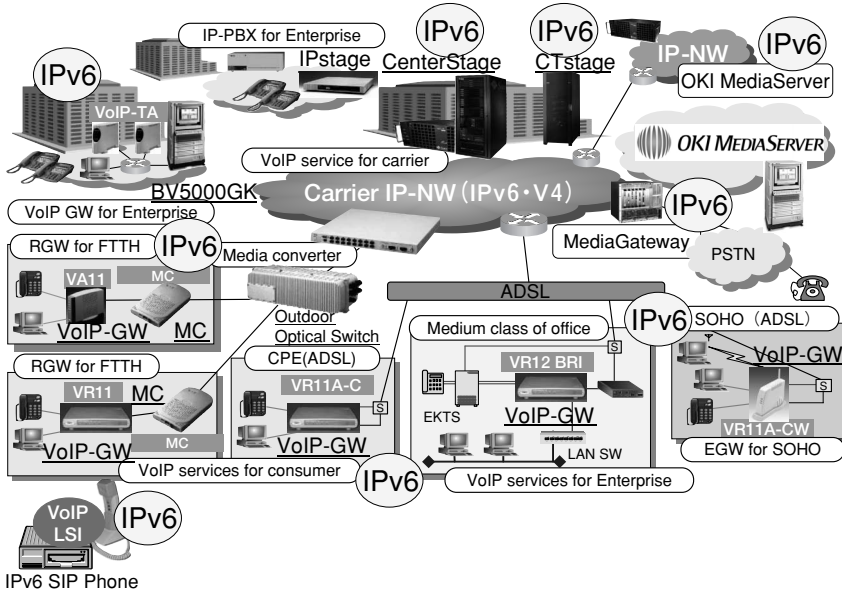 IP-PBX for Enterprise
IPv6
IPv6
IP-NW
IPv6
IPv6
IPstage
CenterStage
CTstage
OKI MediaServer
VoIP-TA
OKI MEDIASERVER
VoIP service for carrier
BV5000GK
Carrier IP-NW (IPv6・V4)
IPv6
VoIP GW for Enterprise
RGW for FTTH
IPv6
Media converter
MediaGateway
PSTN
VA11
MC
ADSL
VoIP-GW
MC
Outdoor
Optical Switch
Medium class of office
IPv6
SOHO (ADSL)
RGW for FTTH
CPE(ADSL)
S
VoIP-GW
VR11
MC
VR11A-C
VR12 BRI
S
S
EKTS
VoIP-GW
VR11A-CW
VoIP-GW
MC
VoIP-GW
LAN SW
EGW for SOHO
VoIP services for consumer
IPv6
VoIP services for Enterprise
VoIP
LSI
IPv6
IPv6 SIP Phone